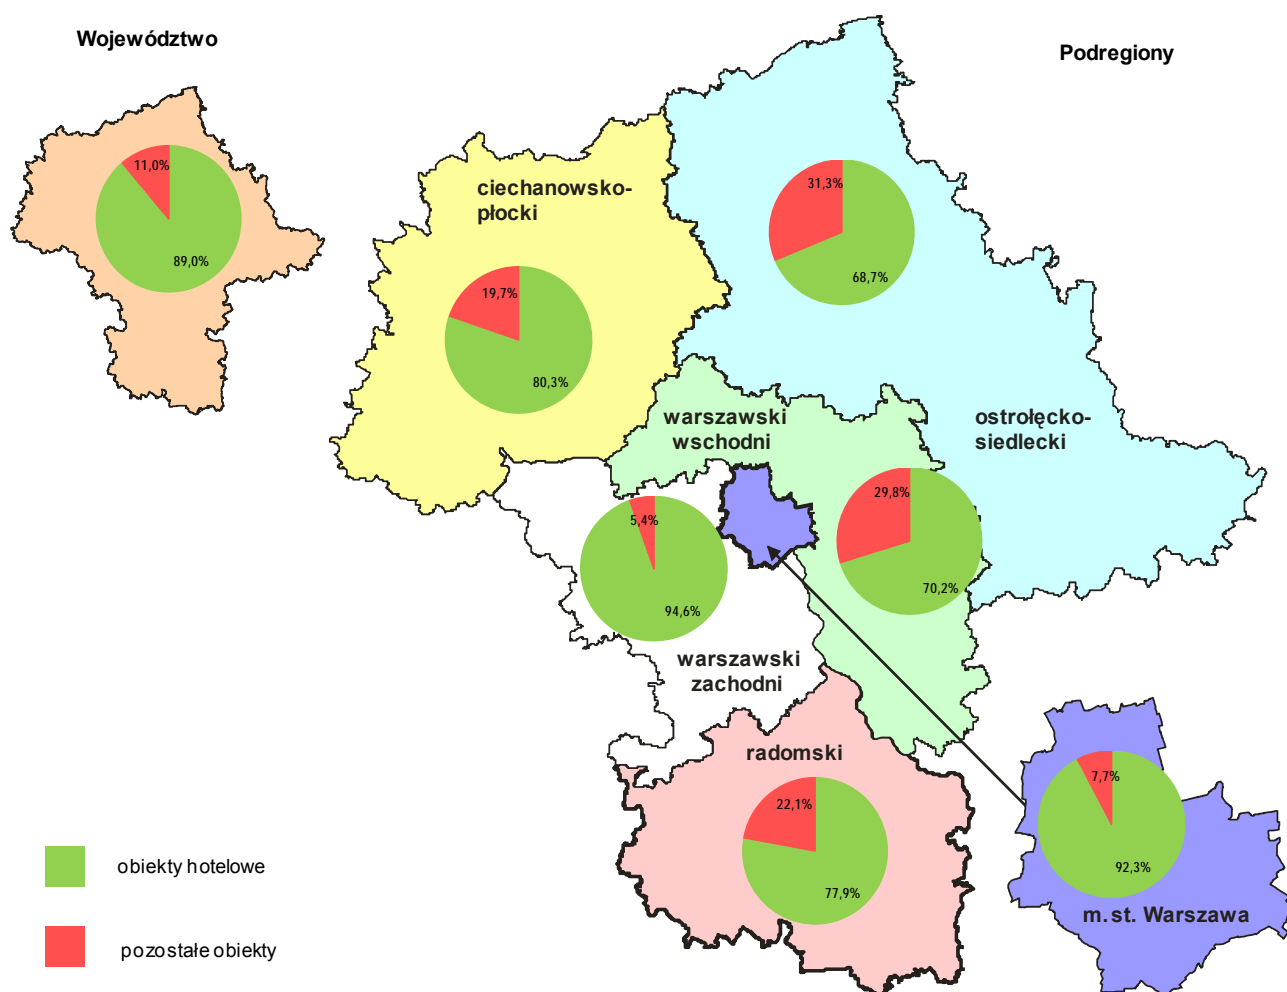 Województwo
Podregiony
11,0%
89,0%
ciechanowsko-
płocki
19,7%
80,3%
31,3%
68,7%
ostrołęcko-
siedlecki
warszawski
wschodni
29,8%
70,2%
5,4%
94,6%
warszawski
zachodni
radomski
22,1%
77,9%
7,7%
92,3%
m. st. Warszawa
obiekty hotelowe
pozostałe obiekty